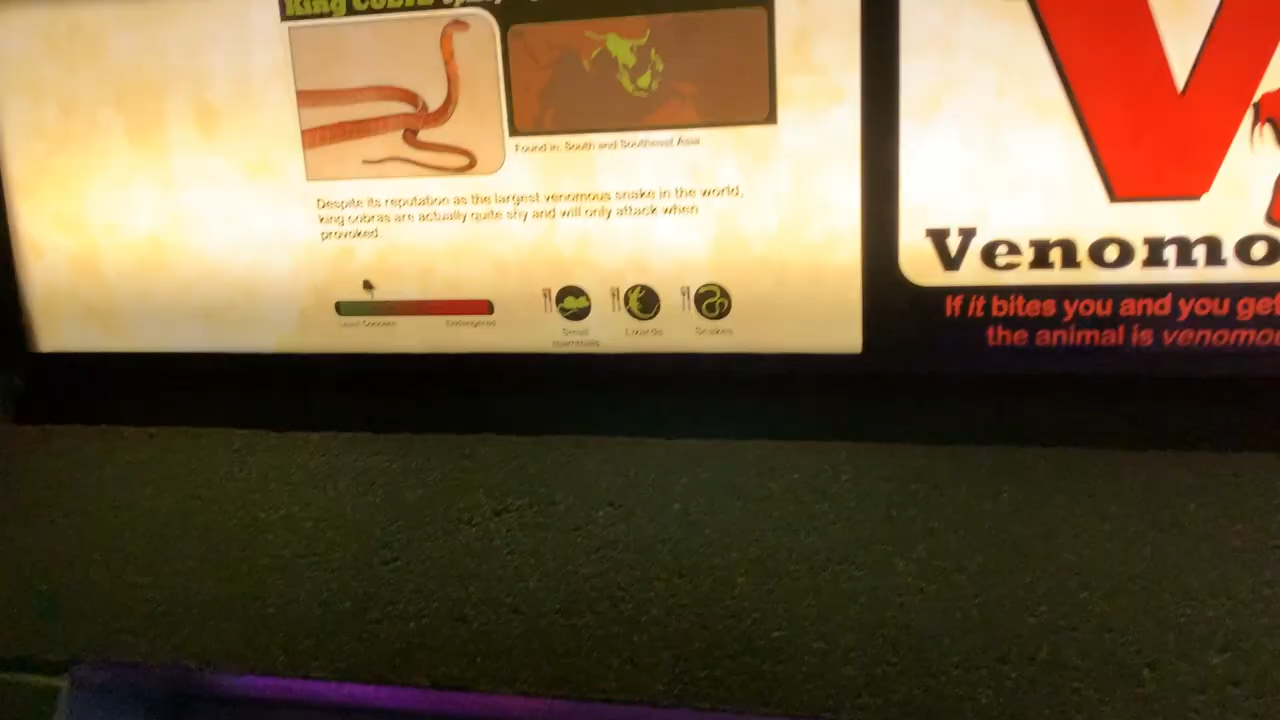 King Cobra
Found in: South and Southeast Asia
Despite its reputation as the largest venomous snake in the world,
king cobras are actually quite shy and will only attack when
provoked.
Least Concern
Endangered
Small
mammals
Lizards
Snakes
V
Venomo
If it bites you and you get
the animal is venomou